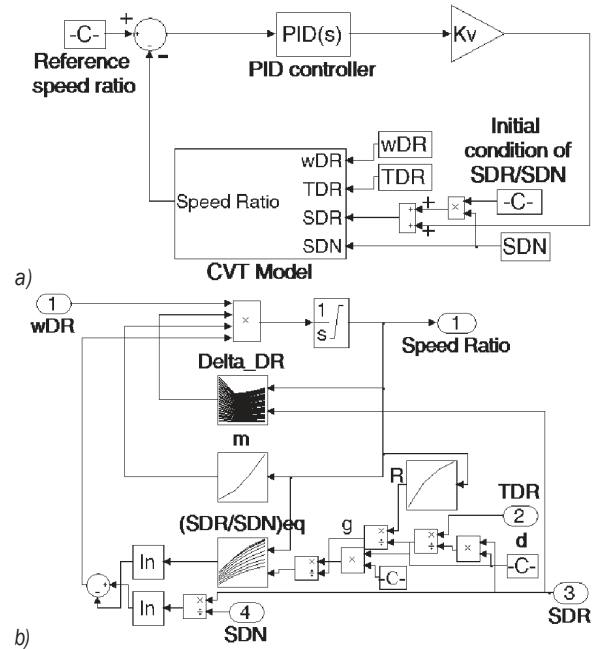 -C-
+
-
Reference
speed ratio
PID(s)
PID controller
Kv
Initial
condition of
SDR/SDN
-C-
wDR
TDR
wDR
TDR
SDR
SDN
Speed Ratio
+
+
×
SDN
CVT Model
a)
1
wDR
×
1
s
1
Speed Ratio
Delta_DR
m
R
TDR
2
(SDR/SDN)eq
g
×
÷
×
÷
×
d
-C-
×
÷
×
-C-
ln
ln
×
÷
4
SDN
3
SDR
b)